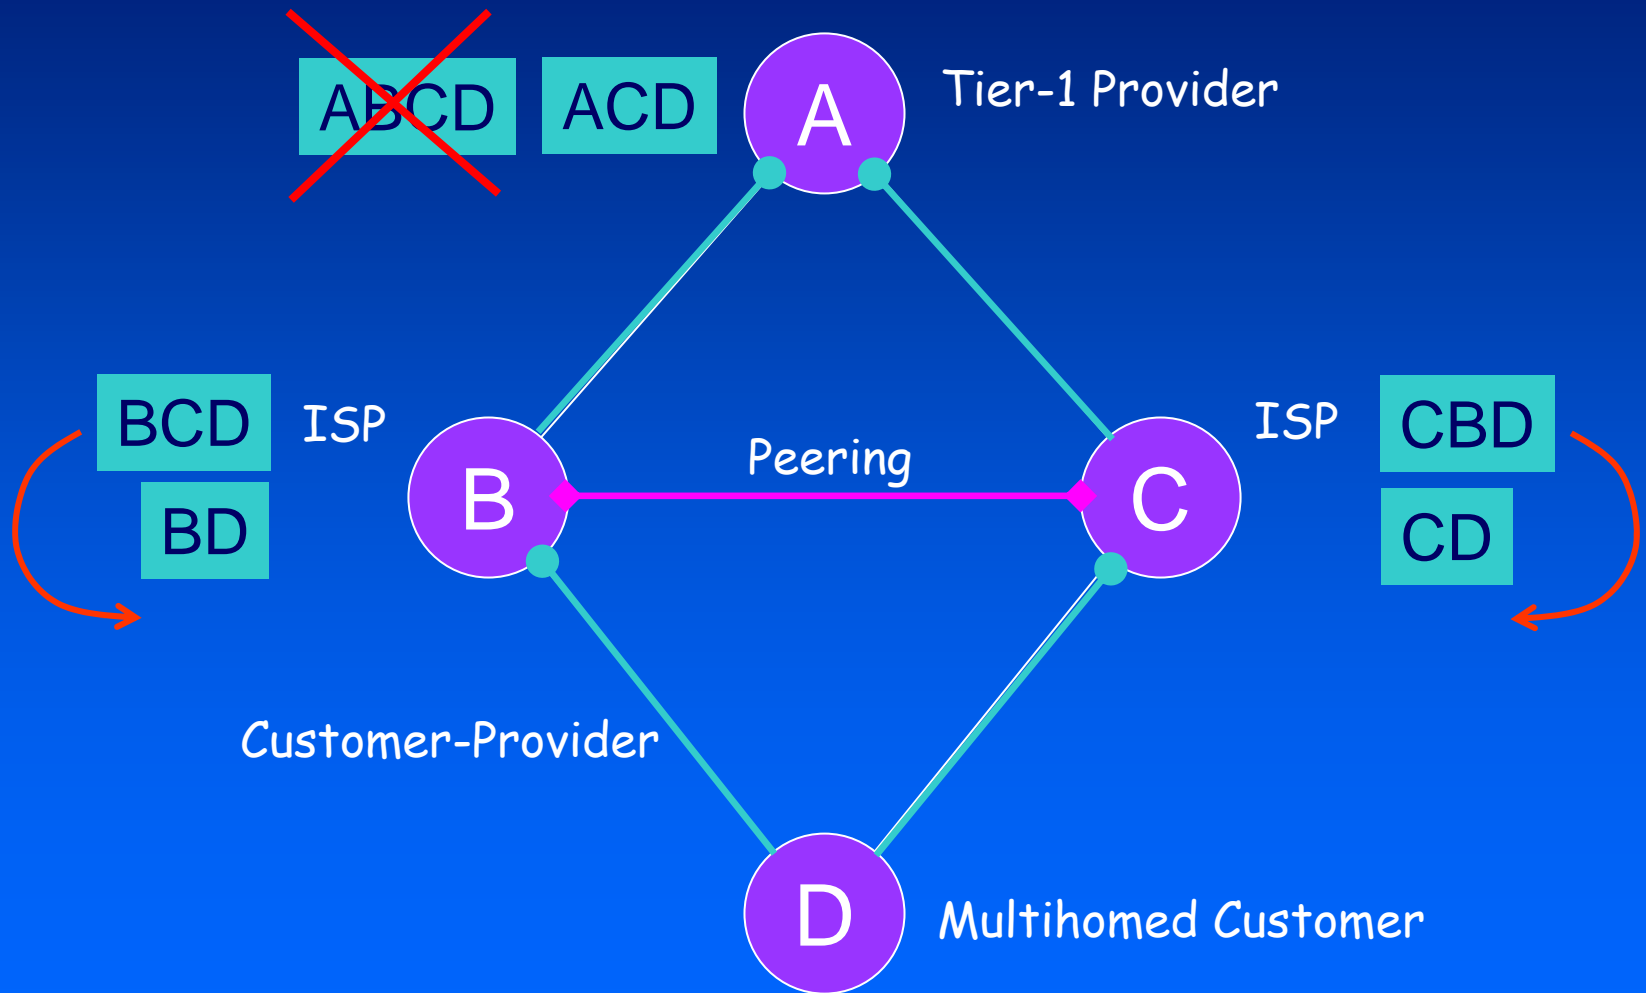 ABCD
ACD
A
Tier-1 Provider
BCD
ISP
BD
B
Peering
C
ISP
CBD
CD
Customer-Provider
D
Multihomed Customer